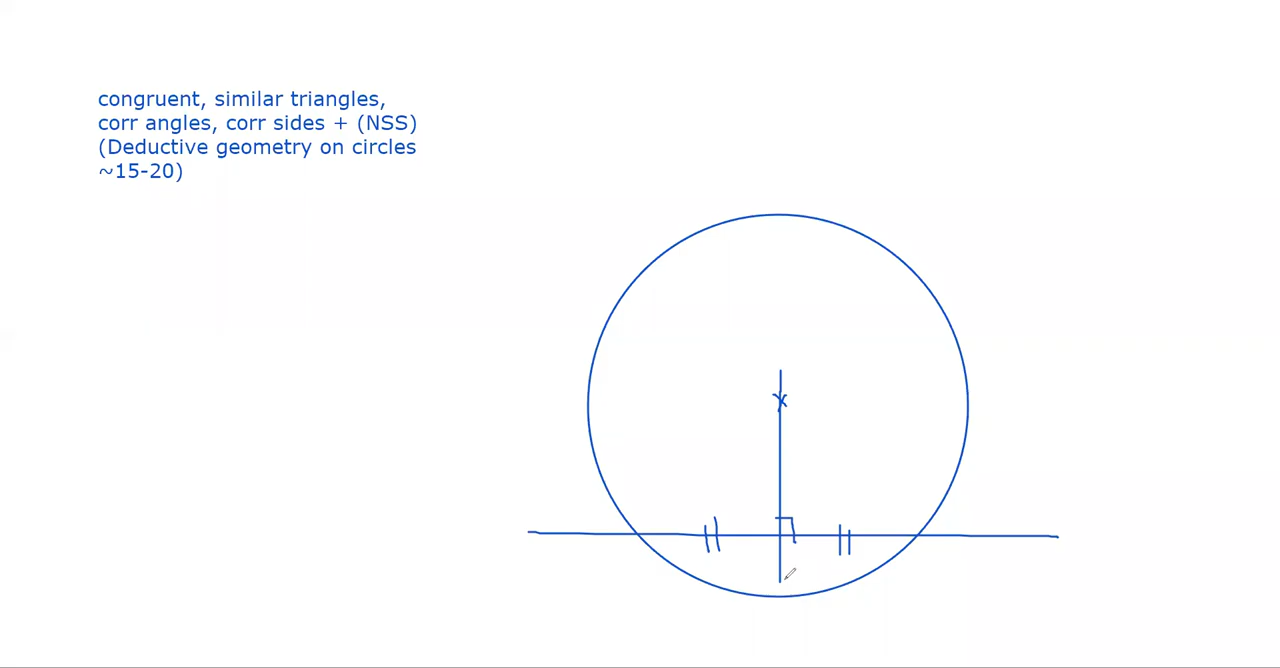 congruent, similar triangles,
corr angles, corr sides + (NSS)
(Deductive geometry on circles
~15-20)